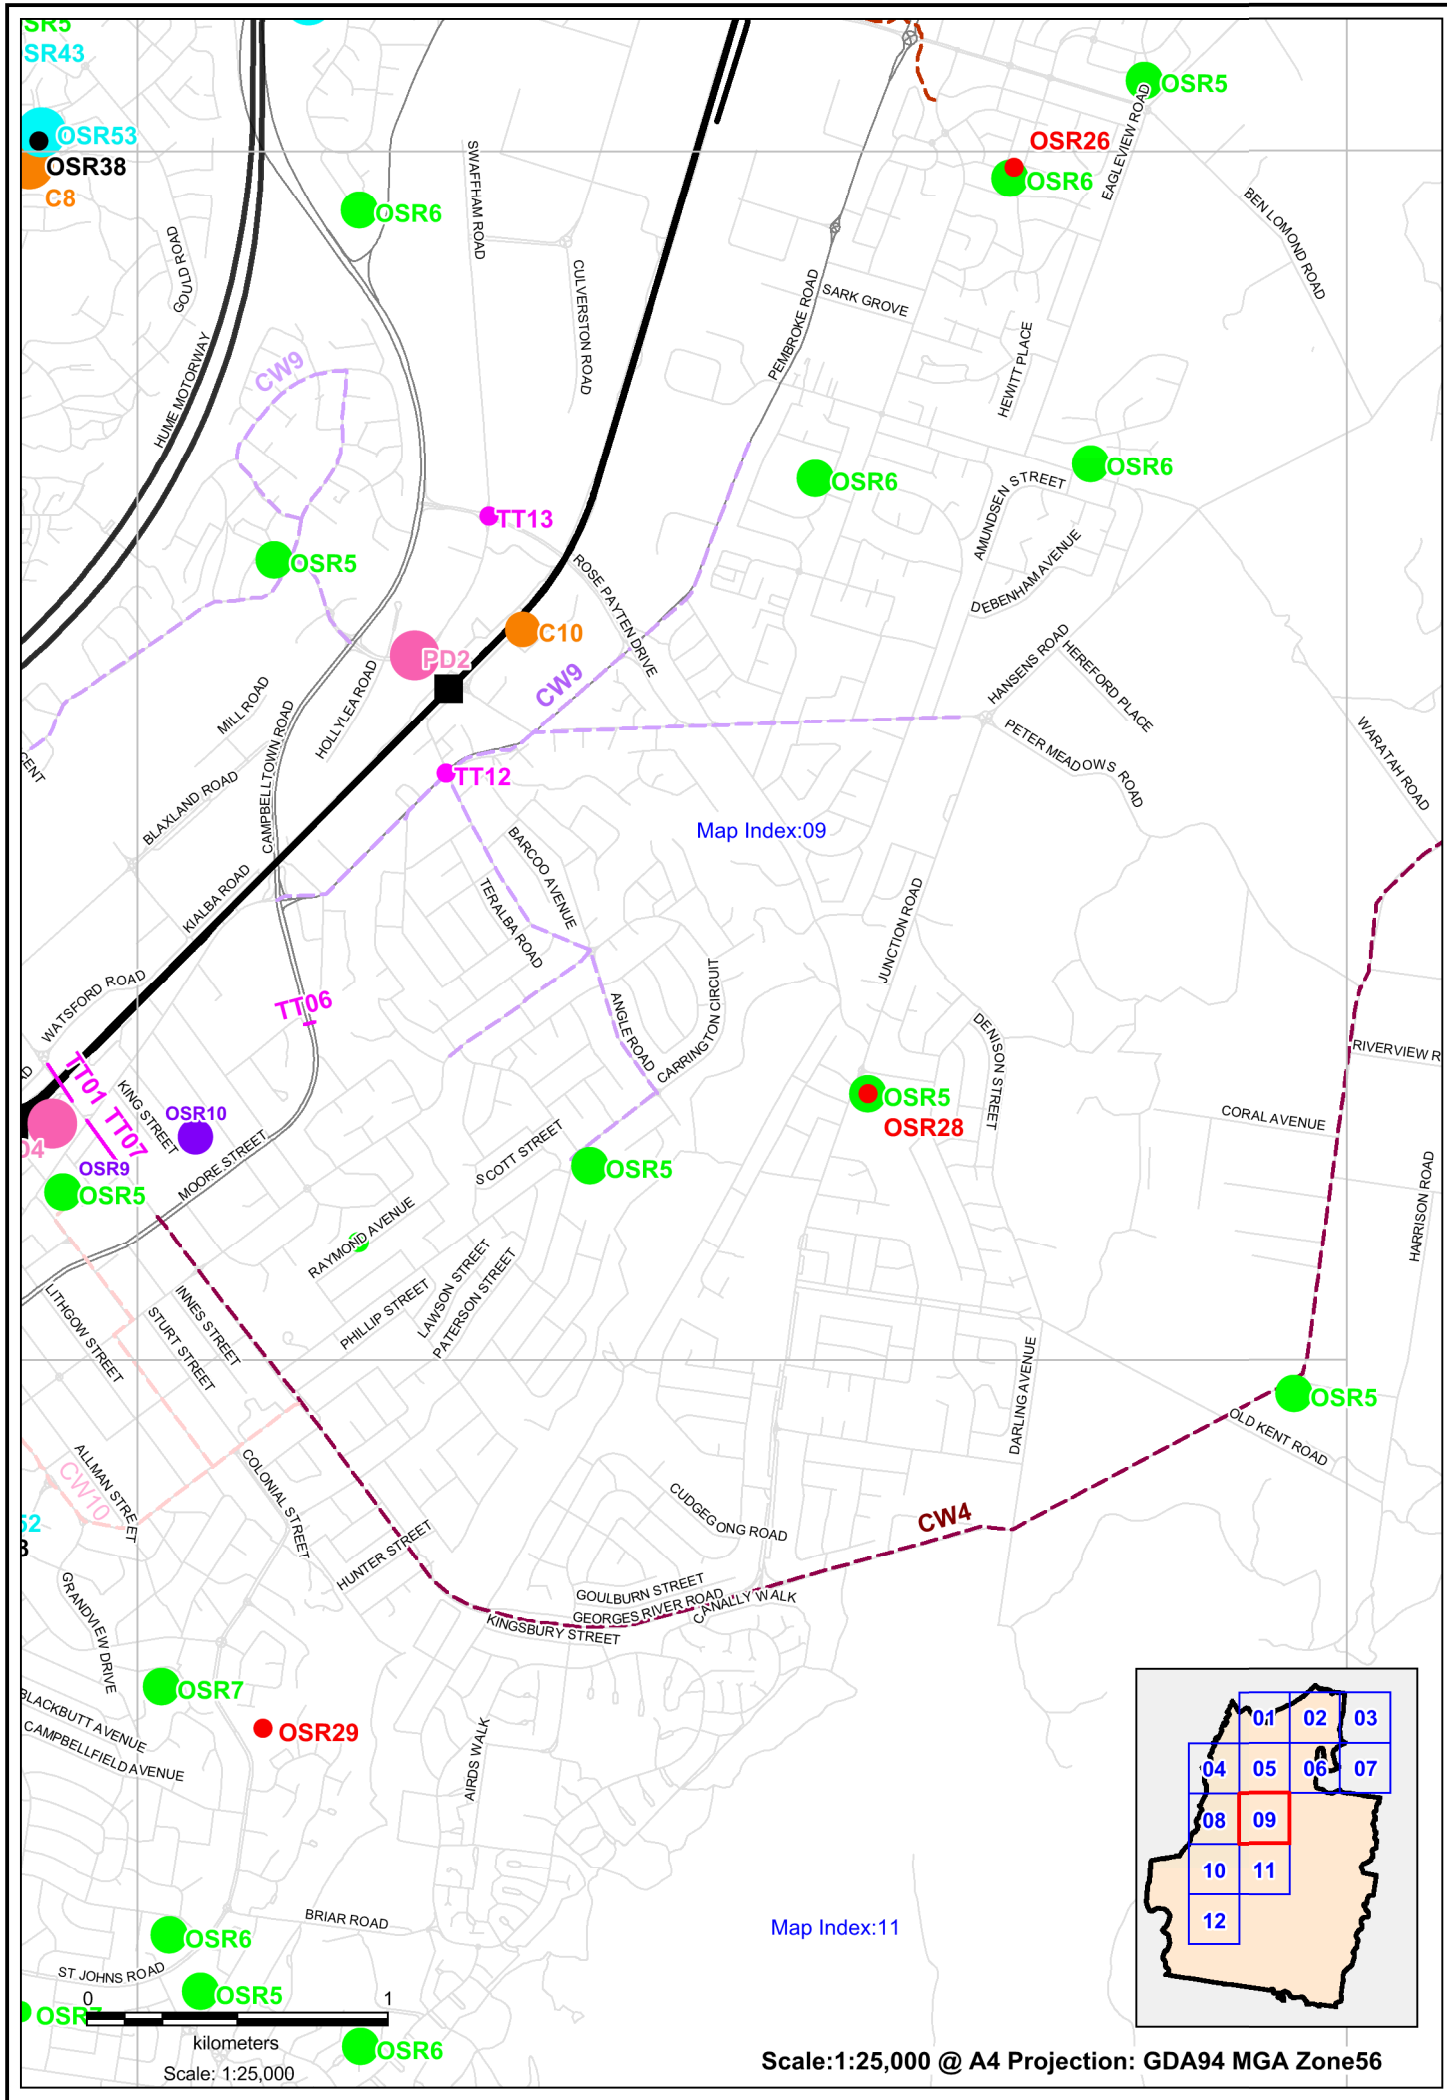 SR5
SR43
OSR5
OSR53
OSR38
C8
OSR26
OSR6
EAGLEVIEW ROAD
SWAFFHAM ROAD
OSR6
BEN LOMOND ROAD
GOULD ROAD
CULVERSTON ROAD
PEMBROKE ROAD
SARK GROVE
HUME MOTORWAY
CW9
HEWITT PLACE
OSR6
OSR6
AMUNDSEN STREET
TT13
DEBENHAM AVENUE
OSR5
ROSE PAYTEN DRIVE
C10
PD2
CW9
HANSENS ROAD
HEREFORD PLACE
MILL ROAD
HOLLYLEA ROAD
CAMPBELLTOWN ROAD
PETER MEADOWS ROAD
WARATAH ROAD
CENT
BLAXLAND ROAD
TT12
Map Index:09
BARCOO AVENUE
TERALBA ROAD
KIALBA ROAD
JUNCTION ROAD
WATSFORD ROAD
TT06
ANGLE ROAD
CARRINGTON CIRCUIT
DENISON STREET
RIVERVIEW R
AD
TT01
TT07
KING STREET
OSR10
OSR5
OSR28
CORAL AVENUE
04
OSR9
OSR5
MOORE STREET
SCOTT STREET
OSR5
HARRISON ROAD
RAYMOND AVENUE
LITHGOW STREET
INNES STREET
STURT STREET
PHILLIP STREET
LAWSON STREET
PATERSON STREET
DARLING AVENUE
OSR5
OLD KENT ROAD
ALLMAN STREET
CW10
COLONIAL STREET
52
3
CUDGEGONG ROAD
CW4
HUNTER STREET
GRANDVIEW DRIVE
GOULBURN STREET
GEORGES RIVER ROAD
CANALLY WALK
KINGSBURY STREET
OSR7
BLACKBUTT AVENUE
OSR29
CAMPBELLFIELD AVENUE
AIRDS WALK
01 02 03
04 05 06 07
08 09
10 11
12
BRIAR ROAD
OSR6
Map Index:11
ST JOHNS ROAD
OSR5
0 1
OSR7
kilometers
OSR6
Scale: 1:25,000
Scale:1:25,000 @ A4 Projection: GDA94 MGA Zone56